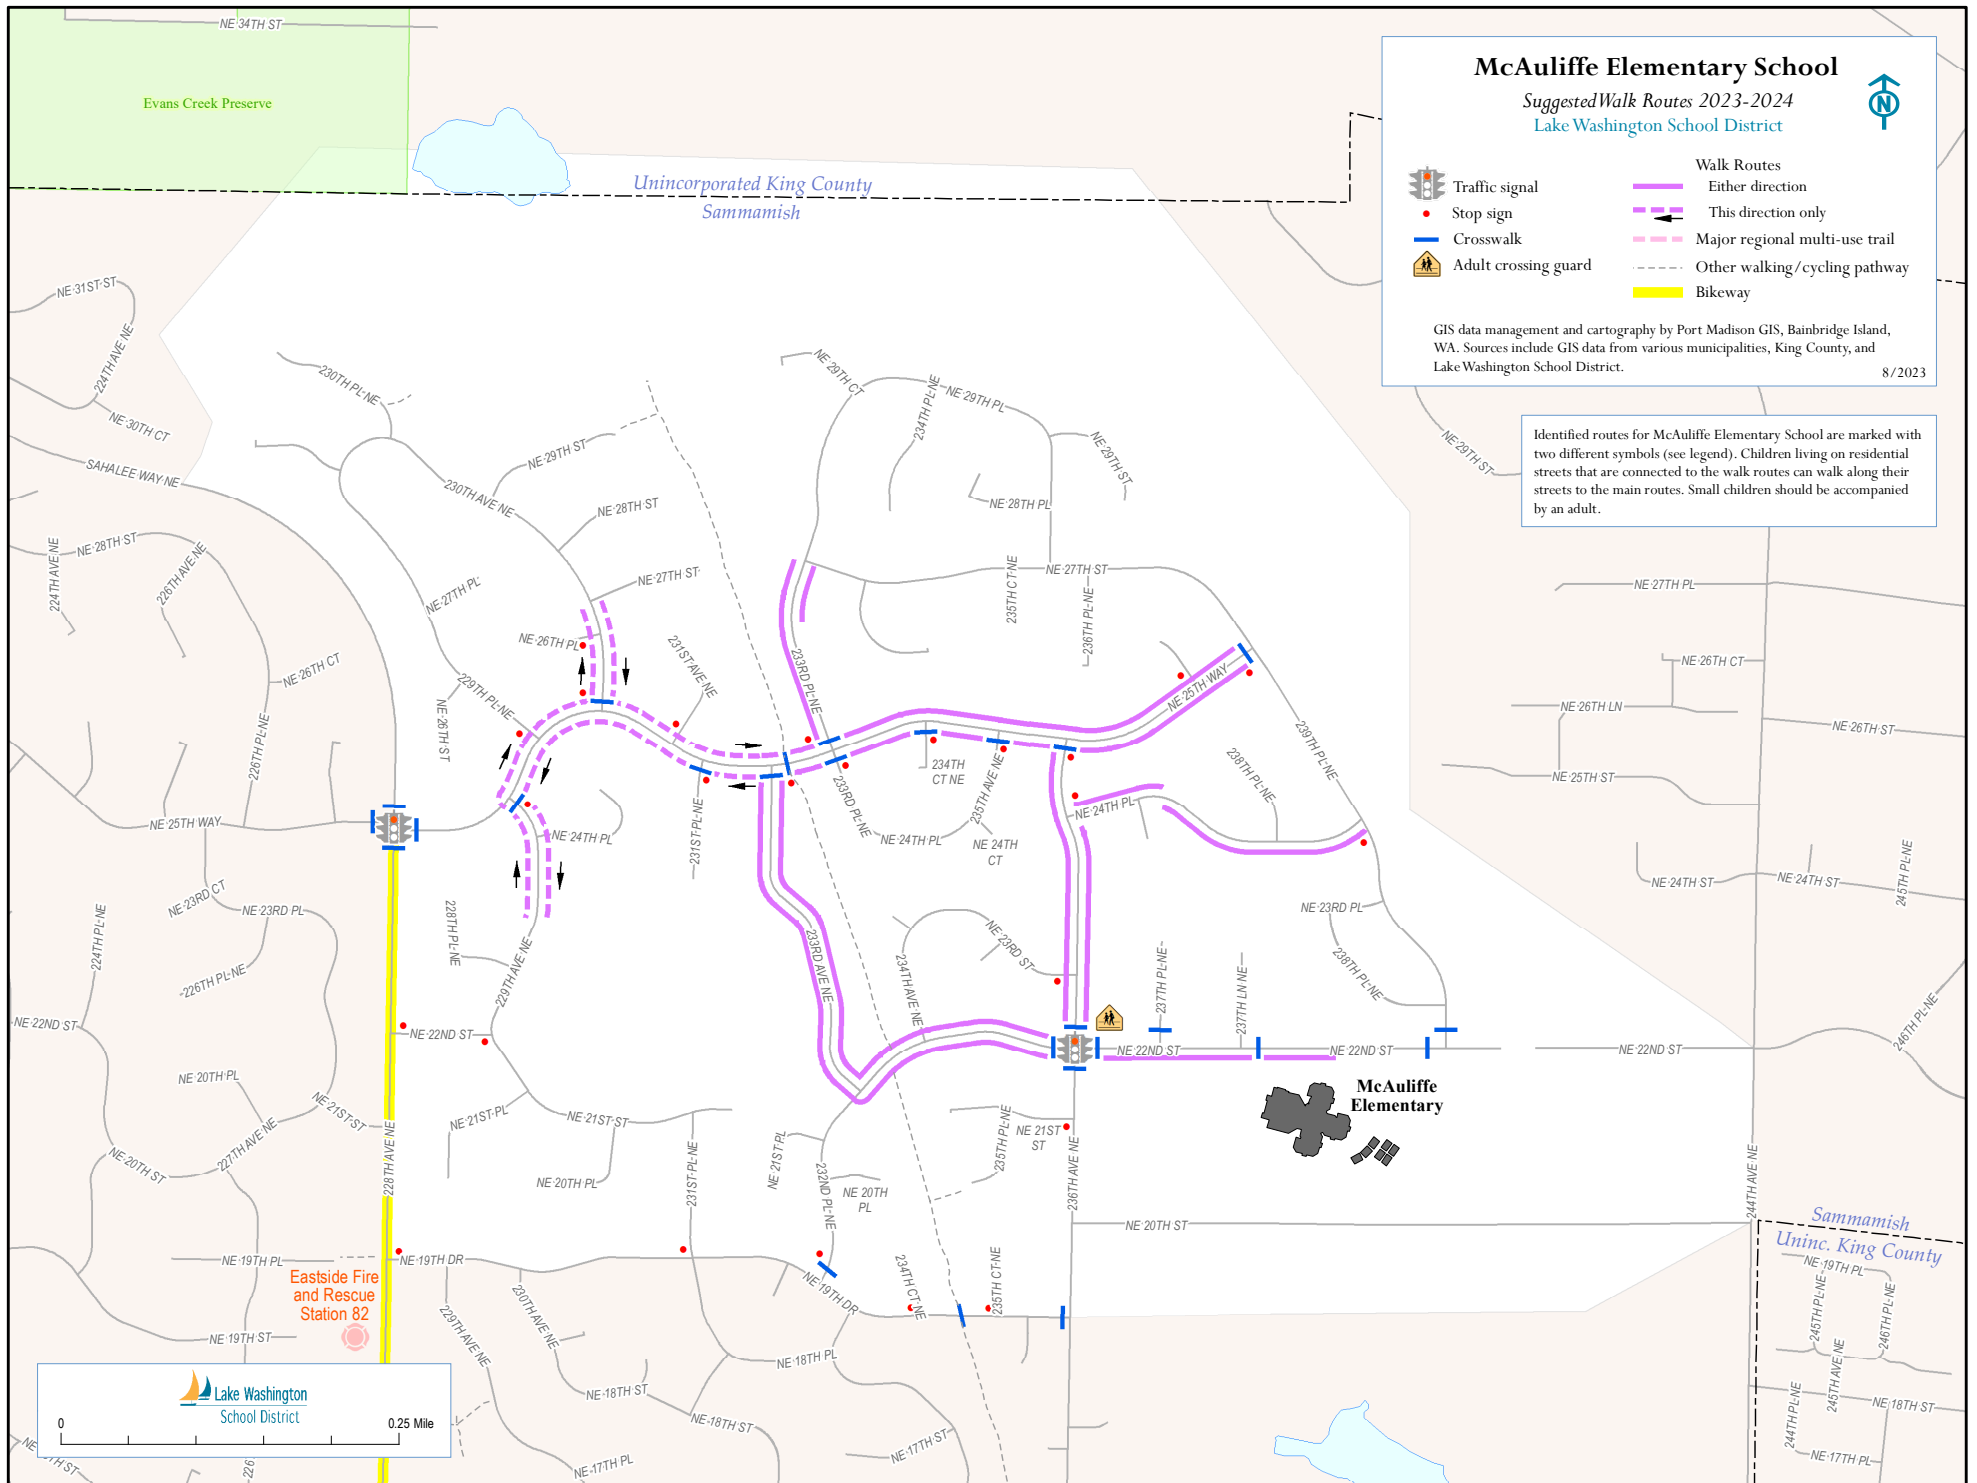 NE 34TH ST
Evans Creek Preserve
McAuliffe Elementary School
Suggested Walk Routes 2023-2024
Lake Washington School District
N
Traffic signal
Stop sign
Crosswalk
Adult crossing guard
Walk Routes
Either direction
This direction only
Major regional multi-use trail
Other walking/cycling pathway
Bikeway
GIS data management and cartography by Port Madison GIS, Bainbridge Island,
WA. Sources include GIS data from various municipalities, King County, and
Lake Washington School District.
8/2023
Identified routes for McAuliffe Elementary School are marked with
two different symbols (see legend). Children living on residential
streets that are connected to the walk routes can walk along their
streets to the main routes. Small children should be accompanied
by an adult.
Unincorporated King County
Sammamish
NE 31ST ST
224TH AVE NE
NE 30TH CT
SAHALEE WAY NE
230TH PL NE
NE 29TH ST
230TH AVE NE
NE 28TH ST
NE 27TH ST
NE 29TH CT
234TH PL NE
NE 29TH PL
NE 29TH ST
NE 28TH PL
NE 29TH ST
224TH AVE NE
NE 28TH ST
226TH AVE NE
NE 27TH PL
235TH CT NE
NE 27TH ST
236TH PL NE
NE 27TH PL
NE 26TH CT
NE 26TH PL
231ST AVE NE
233RD PL NE
NE 25TH WAY
NE 26TH CT
NE 26TH LN
NE 26TH ST
226TH PL NE
NE 26TH ST
229TH PL NE
239TH PL NE
238TH PL NE
NE 25TH ST
234TH
CT NE
235TH AVE NE
233RD PL NE
NE 24TH PL
NE 25TH WAY
NE 24TH PL
231ST PL NE
NE 24TH PL
NE 24TH
CT
NE 24TH ST
NE 24TH ST
245TH PL NE
NE 23RD CT
NE 23RD PL
224TH PL NE
226TH PL NE
228TH PL NE
229TH AVE NE
233RD AVE NE
234TH AVE NE
NE 23RD ST
237TH PL NE
237TH LN NE
NE 23RD PL
238TH PL NE
246TH PL NE
NE 22ND ST
NE 22ND ST
NE 22ND ST
NE 22ND ST
NE 22ND ST
McAuliffe
Elementary
NE 20TH PL
NE 21ST ST
227TH AVE NE
NE 20TH ST
228TH AVE NE
NE 21ST PL
NE 21ST ST
NE 20TH PL
231ST PL NE
NE 21ST PL
232ND PL NE
NE 20TH
PL
235TH PL NE
NE 21ST
ST
236TH AVE NE
NE 20TH ST
244TH AVE NE
Sammamish
Uninc. King County
NE 19TH PL
NE 19TH DR
Eastside Fire
and Rescue
Station 82
NE 19TH DR
234TH CT NE
235TH CT NE
NE 19TH PL
245TH PL NE
246TH PL NE
NE 19TH ST
229TH AVE NE
230TH AVE NE
NE 18TH PL
NE 18TH ST
NE 18TH ST
NE 17TH ST
NE 17TH PL
244TH PL NE
245TH AVE NE
NE 18TH ST
NE 17TH PL
Lake Washington
School District
0
0.25 Mile
226